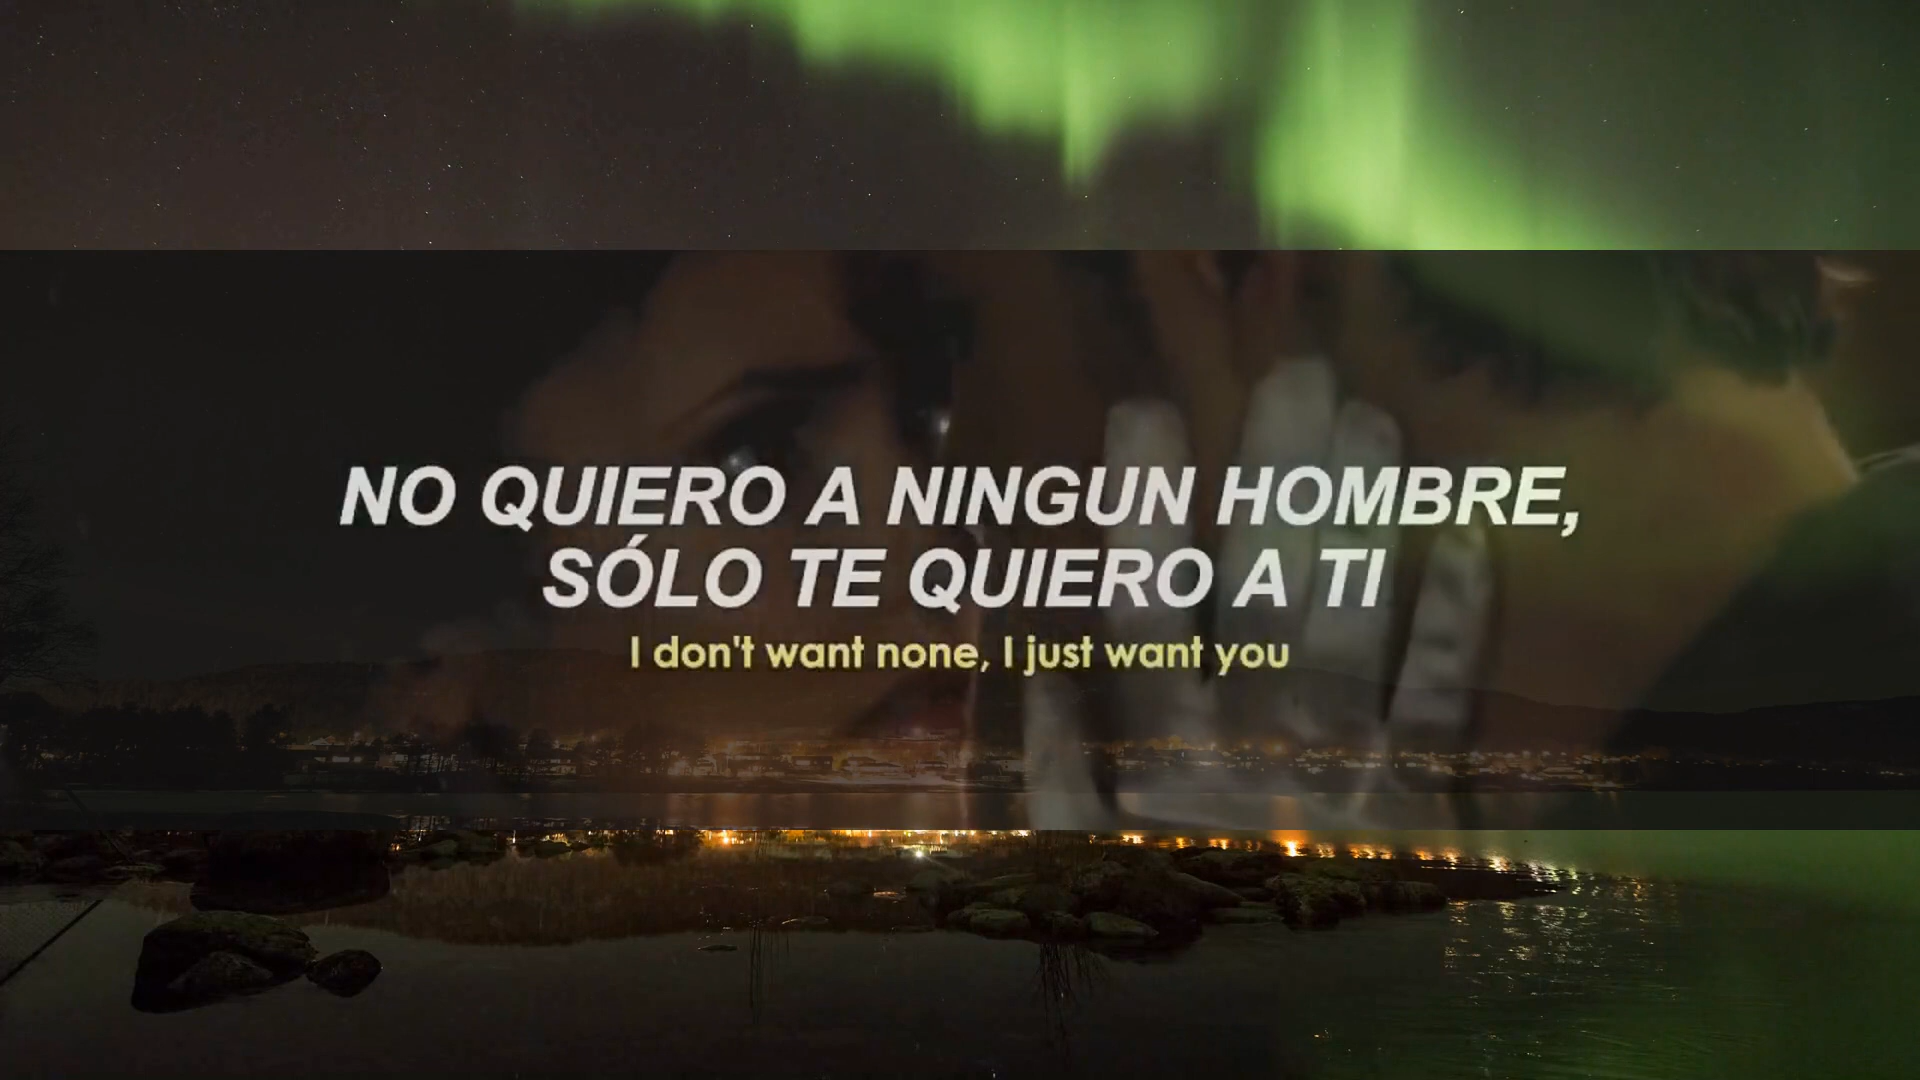 NO QUIERO A NINGUN HOMBRE,
SÓLO TE QUIERO A TI
I don't want none, I just want you